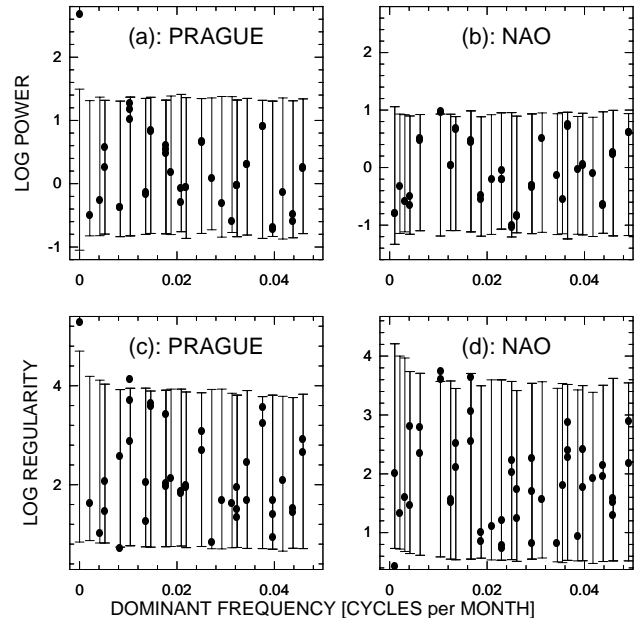 (a): PRAGUE
(b): NAO
LOG POWER
2
1
0
-1
2
1
0
-1
0 0.02 0.04
0 0.02 0.04
(c): PRAGUE
(d): NAO
LOG REGULARITY
4
2
4
3
2
1
0 0.02 0.04
0 0.02 0.04
DOMINANT FREQUENCY [CYCLES per MONTH]